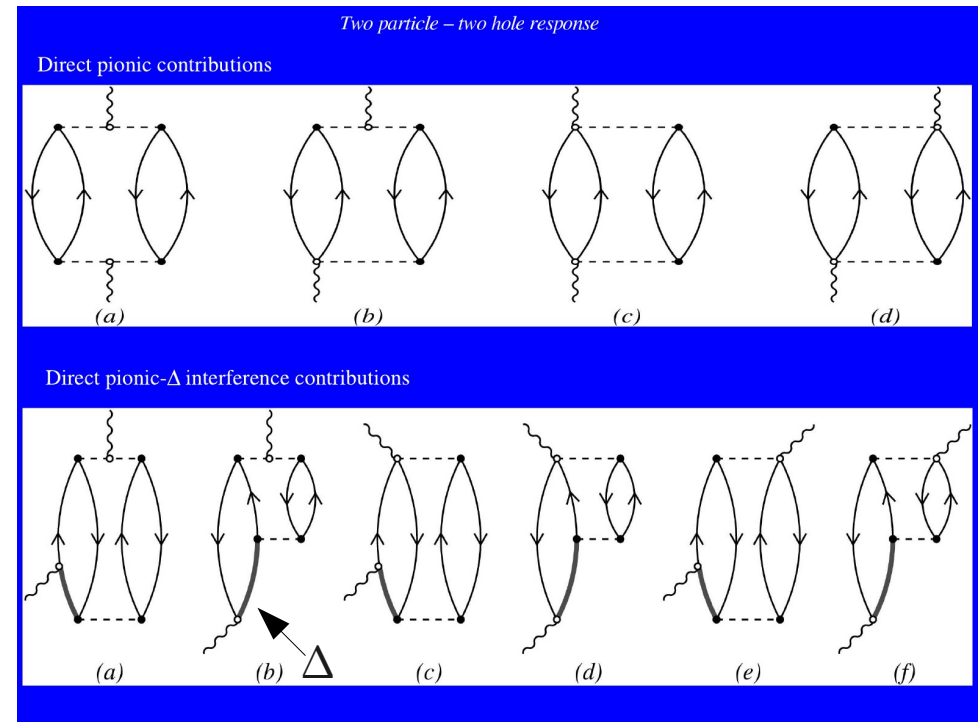 Two particle – two hole response
Direct pionic contributions
(a) (b) (c) (d)
Direct pionic-Δ interference contributions
Δ
(a) (b) (c) (d) (e) (f)